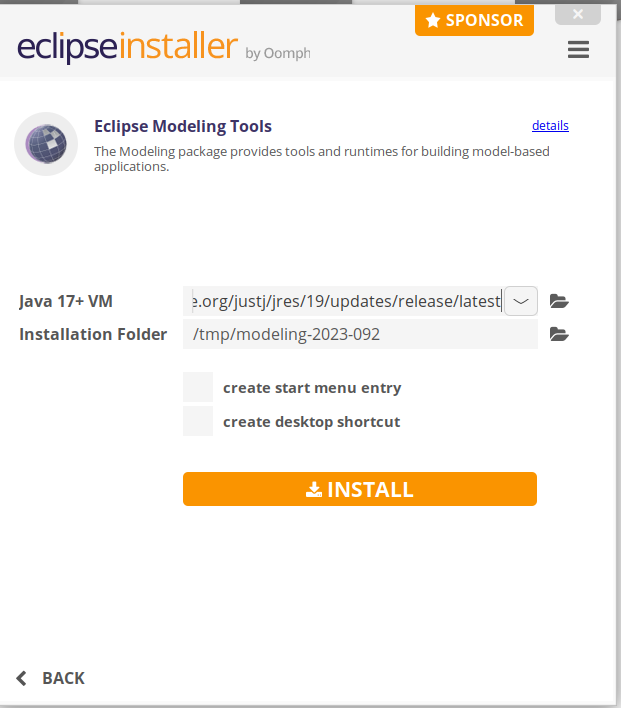 SPONSOR
eclipseinstaller by Oomph
Eclipse Modeling Tools
details
The Modeling package provides tools and runtimes for building model-based
applications.
Java 17+ VM
e.org/justj/jres/19/updates/release/latest
Installation Folder
/tmp/modeling-2023-092
create start menu entry
create desktop shortcut
INSTALL
BACK